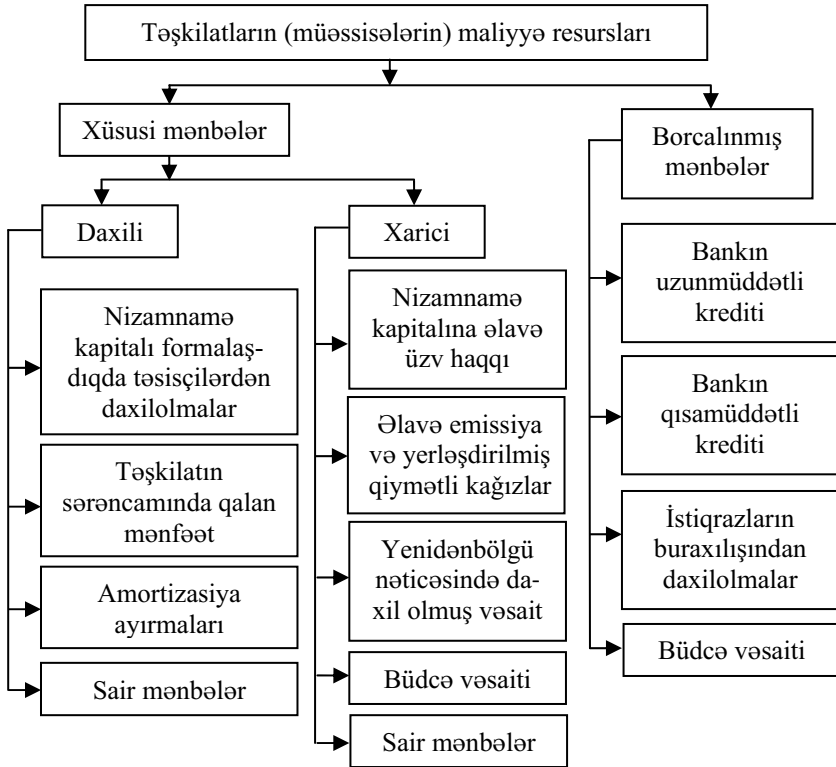 Təşkilatların (müəssisələrin) maliyyə resursları
Xüsusi mənbələr
Daxili
Nizamnamə
kapitalı formalaş-
dıqda təsisçilərdən
daxilolmalar
Təşkilatın
sərəncamında qalan
mənfəət
Amortizasiya
ayırmaları
Sair mənbələr
Xarici
Nizamnamə
kapitalına əlavə
üzv haqqı
Əlavə emissiya
və yerləşdirilmiş
qiymətli kağızlar
Yenidənbölgü
nəticəsində da-
xil olmuş vəsait
Büdcə vəsaiti
Sair mənbələr
Borcalınmış
mənbələr
Bankın
uzunmüddətli
krediti
Bankın
qısamüddətli
krediti
İstiqrazların
buraxılışından
daxilolmalar
Büdcə vəsaiti